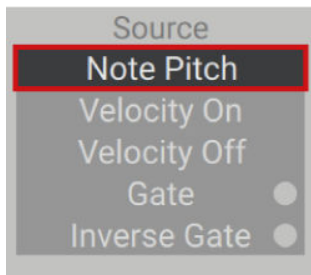 Source
Note Pitch
Velocity On
Velocity Off
Gate
Inverse Gate